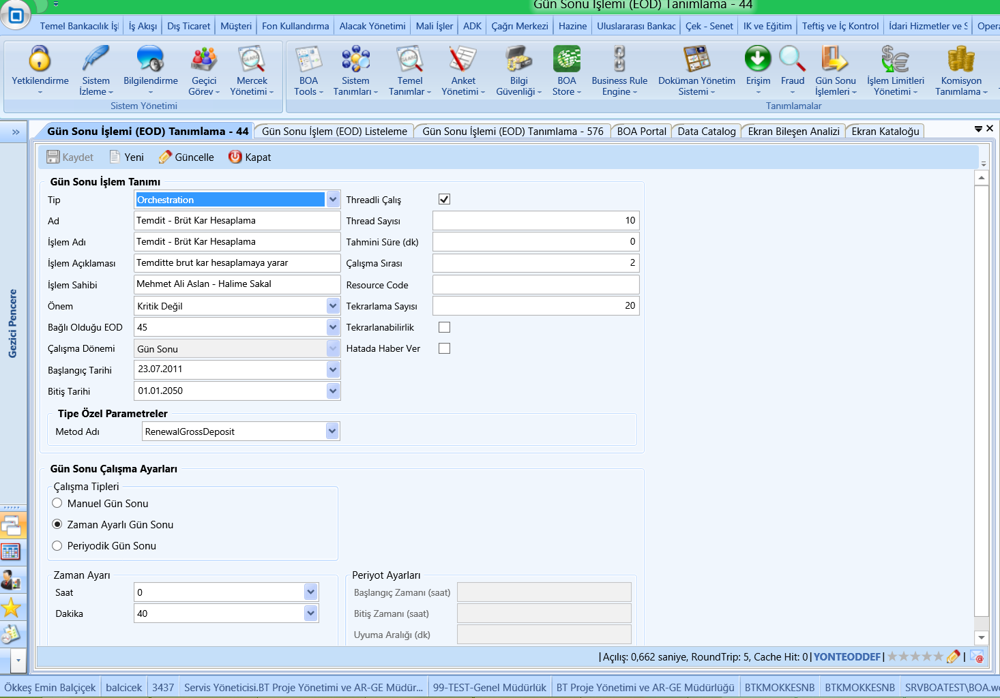 Gün Sonu İşlemi (EOD) Tanımlama - 44
Temel Bankacılık İşl İş Akışı Dış Ticaret Müşteri Fon Kullandırma Alacak Yönetimi Mali İşler ADK Çağrı Merkezi Hazine Uluslararası Bankac Çek - Senet IK ve Eğitim Teftiş ve İç Kontrol İdari Hizmetler ve S Opera
Yetkilendirme Sistem İzleme Bilgilendirme Geçici Görev Mercek Yönetimi BOA Tools Sistem Tanımları Temel Tanımlar Anket Yönetimi Bilgi Güvenliği BOA Store Business Rule Engine Doküman Yönetim Sistemi Erişim Fraud Gün Sonu İşlemleri İşlem Limitleri Yönetimi Komisyon Tanımlama
Sistem Yönetimi Tanımlamalar
Gün Sonu İşlemi (EOD) Tanımlama - 44 Gün Sonu İşlem (EOD) Listeleme Gün Sonu İşlemi (EOD) Tanımlama - 576 BOA Portal Data Catalog Ekran Bileşen Analizi Ekran Kataloğu
Kaydet Yeni Güncelle Kapat
Gezici Pencere
Gün Sonu İşlem Tanımı
Tip Orchestration Threadli Çalış
Ad Temdit - Brüt Kar Hesaplama Thread Sayısı 10
İşlem Adı Temdit - Brüt Kar Hesaplama Tahmini Süre (dk) 0
İşlem Açıklaması Temditte brut kar hesaplamaya yarar Çalışma Sırası 2
İşlem Sahibi Mehmet Ali Aslan - Halime Sakal Resource Code
Önem Kritik Değil Tekrarlama Sayısı 20
Bağlı Olduğu EOD 45 Tekrarlanabilirlik
Çalışma Dönemi Gün Sonu Hatada Haber Ver
Başlangıç Tarihi 23.07.2011
Bitiş Tarihi 01.01.2050
Tipe Özel Parametreler
Metod Adı RenewalGrossDeposit
Gün Sonu Çalışma Ayarları
Çalışma Tipleri
Manuel Gün Sonu
Zaman Ayarlı Gün Sonu
Periyodik Gün Sonu
Zaman Ayarı Periyot Ayarları
Saat 0 Başlangıç Zamanı (saat)
Dakika 40 Bitiş Zamanı (saat)
Uyuma Aralığı (dk)
|Açılış: 0,662 saniye, RoundTrip: 5, Cache Hit: 0|YONTEODDEF|
Ökkeş Emin Balçiçek balcicek 3437 Servis Yöneticisi.BT Proje Yönetimi ve AR-GE Müdür... 99-TEST-Genel Müdürlük BT Proje Yönetimi ve AR-GE Müdürlüğü BTKMOKKESNB BTKMOKKESNB SRVBOATEST\BOA.we